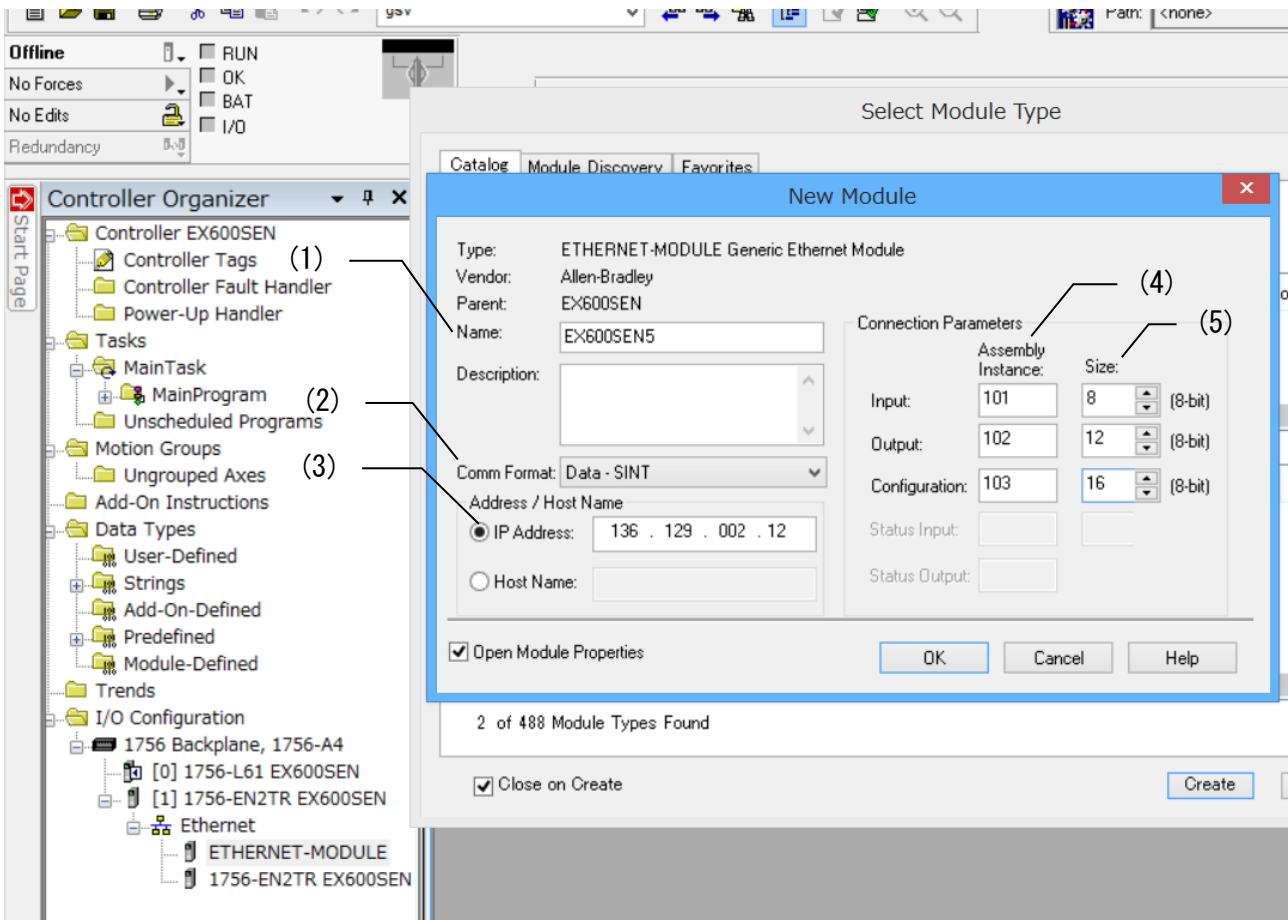 gsv
Path: <none>
Offline
RUN
No Forces
OK
No Edits
BAT
Redundancy
I/O
Select Module Type
Catalog
Module Discovery
Favorites
Start Page
Controller Organizer
Controller EX600SEN
Controller Tags
Controller Fault Handler
Power-Up Handler
Tasks
MainTask
MainProgram
Unscheduled Programs
Motion Groups
Ungrouped Axes
Add-On Instructions
Data Types
User-Defined
Strings
Add-On-Defined
Predefined
Module-Defined
Trends
I/O Configuration
1756 Backplane, 1756-A4
[0] 1756-L61 EX600SEN
[1] 1756-EN2TR EX600SEN
Ethernet
ETHERNET-MODULE
1756-EN2TR EX600SEN
(1)
(2)
(3)
(4)
(5)
New Module
Type: ETHERNET-MODULE Generic Ethernet Module
Vendor: Allen-Bradley
Parent: EX600SEN
Name: EX600SEN5
Description:
Comm Format: Data - SINT
Address / Host Name
IP Address: 136 . 129 . 002 . 12
Host Name:
Connection Parameters
Assembly
Instance:
Size:
Input: 101 8 (8-bit)
Output: 102 12 (8-bit)
Configuration: 103 16 (8-bit)
Status Input:
Status Output:
Open Module Properties
OK
Cancel
Help
2 of 488 Module Types Found
Close on Create
Create